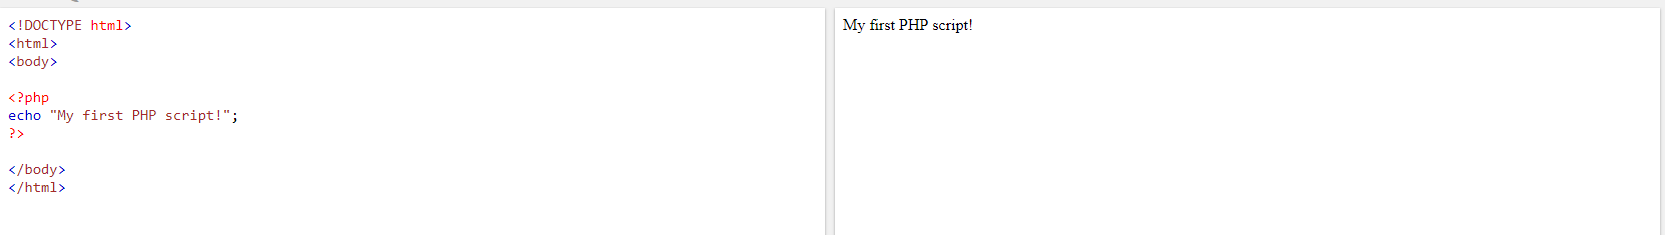 <!DOCTYPE html>
<html>
<body>
<?php
echo "My first PHP script!";
?>
</body>
</html>
My first PHP script!